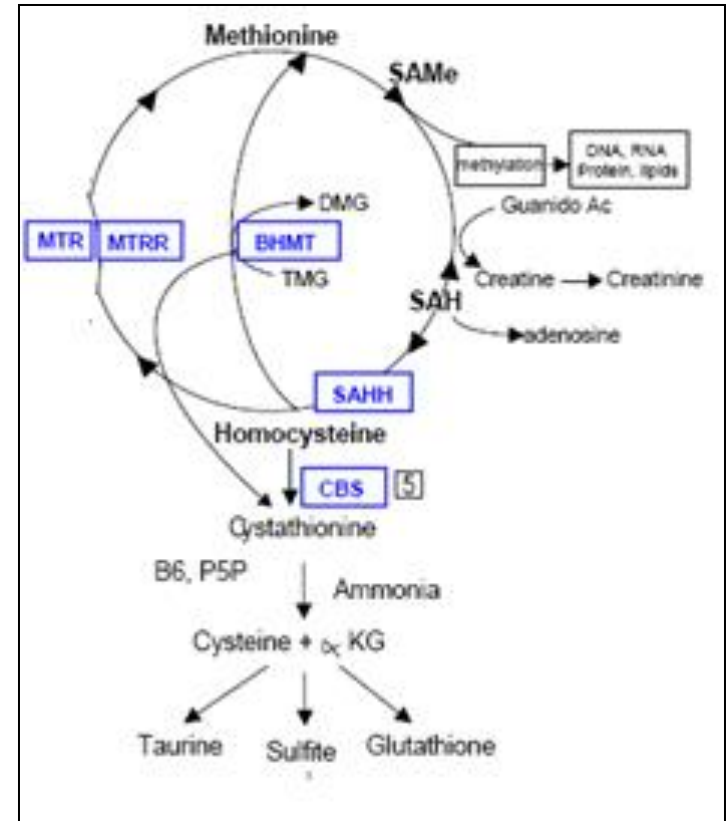 Methionine
SAMe
methylation
DNA, RNA
Protein, lipids
Guanido Ac
DMG
MTR
MTRR
BHMT
TMG
Creatine
Creatinine
SAH
adenosine
SAHH
Homocysteine
CBS
5
Cystathionine
B6, P5P
Ammonia
Cysteine + α KG
Taurine
Sulfite
Glutathione